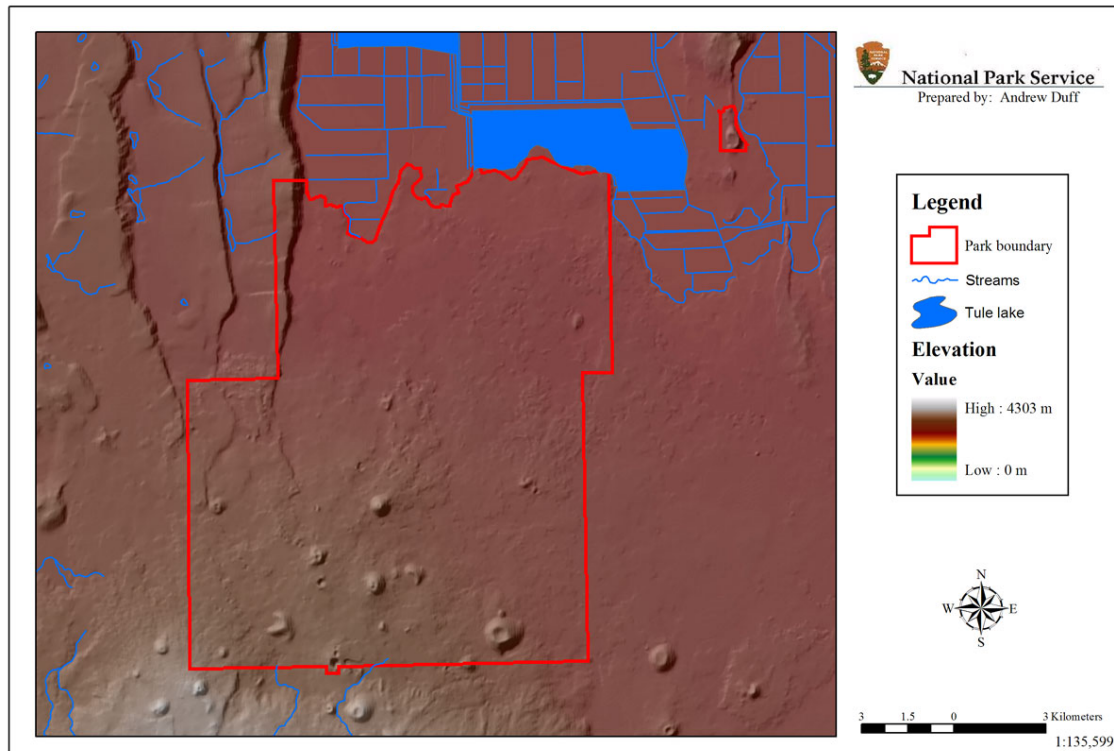 National Park Service
Prepared by: Andrew Duff
Legend
Park boundary
Streams
Tule lake
Elevation
Value
High : 4303 m
Low : 0 m
N
W E
S
3 1.5 0 3 Kilometers
1:135,599